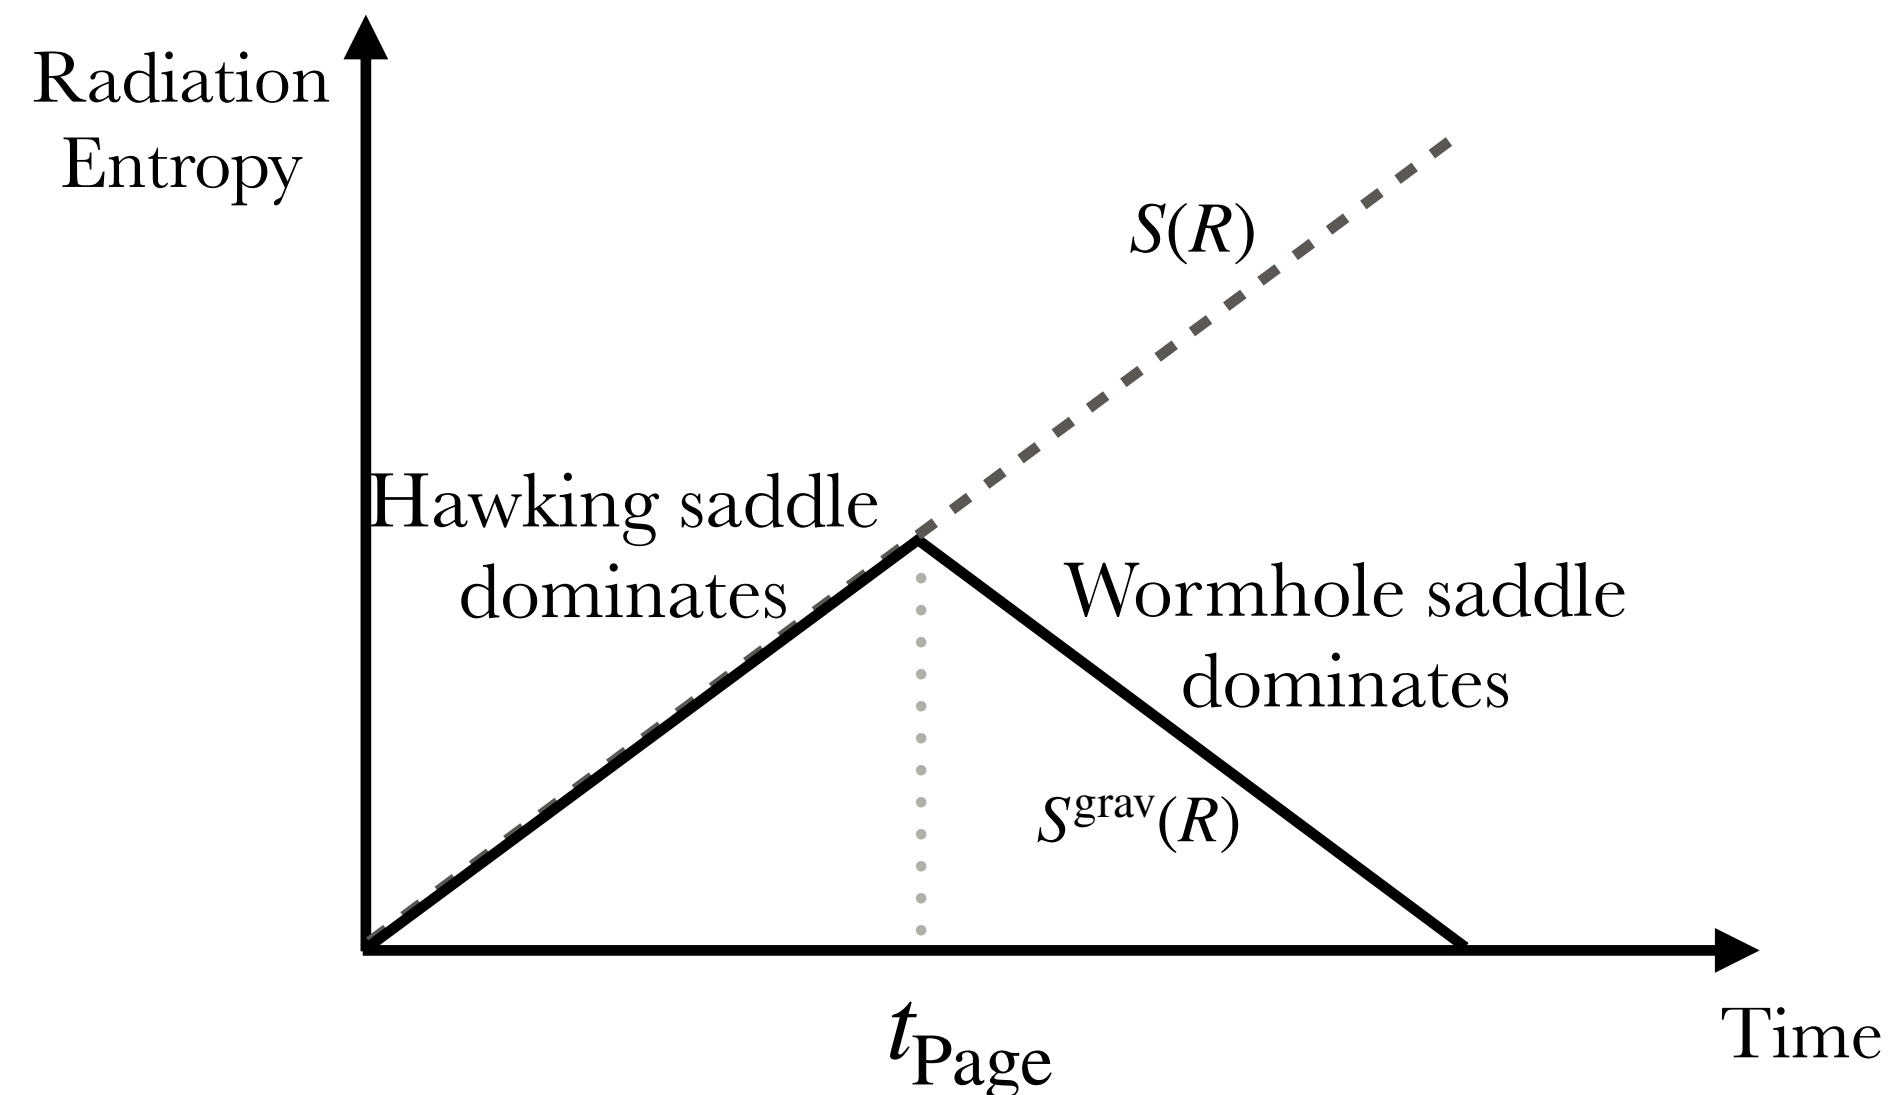 Radiation
Entropy
S(R)
Hawking saddle
dominates
Wormhole saddle
dominates
S^grav(R)
t_Page
Time